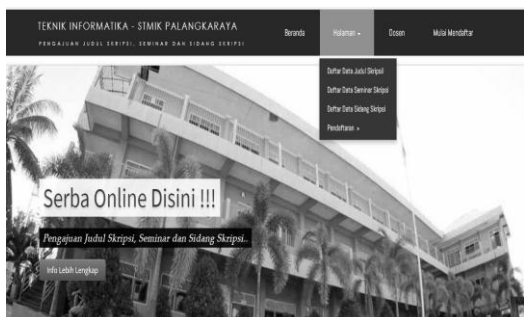 TEKNIK INFORMATIKA - STMIK PALANGKARAYA
PENGAJUAN JUDUL SKRIPSI, SEMINAR DAN SIDANG SKRIPSI
Beranda
Halaman
Dosen
Mulai Mendaftar
Daftar Data Judul Skripsi
Daftar Data Seminar Skripsi
Daftar Data Sidang Skripsi
Pendaftaran »
Serba Online Disini !!!
Pengajuan Judul Skripsi, Seminar dan Sidang Skripsi..
Info Lebih Lengkap